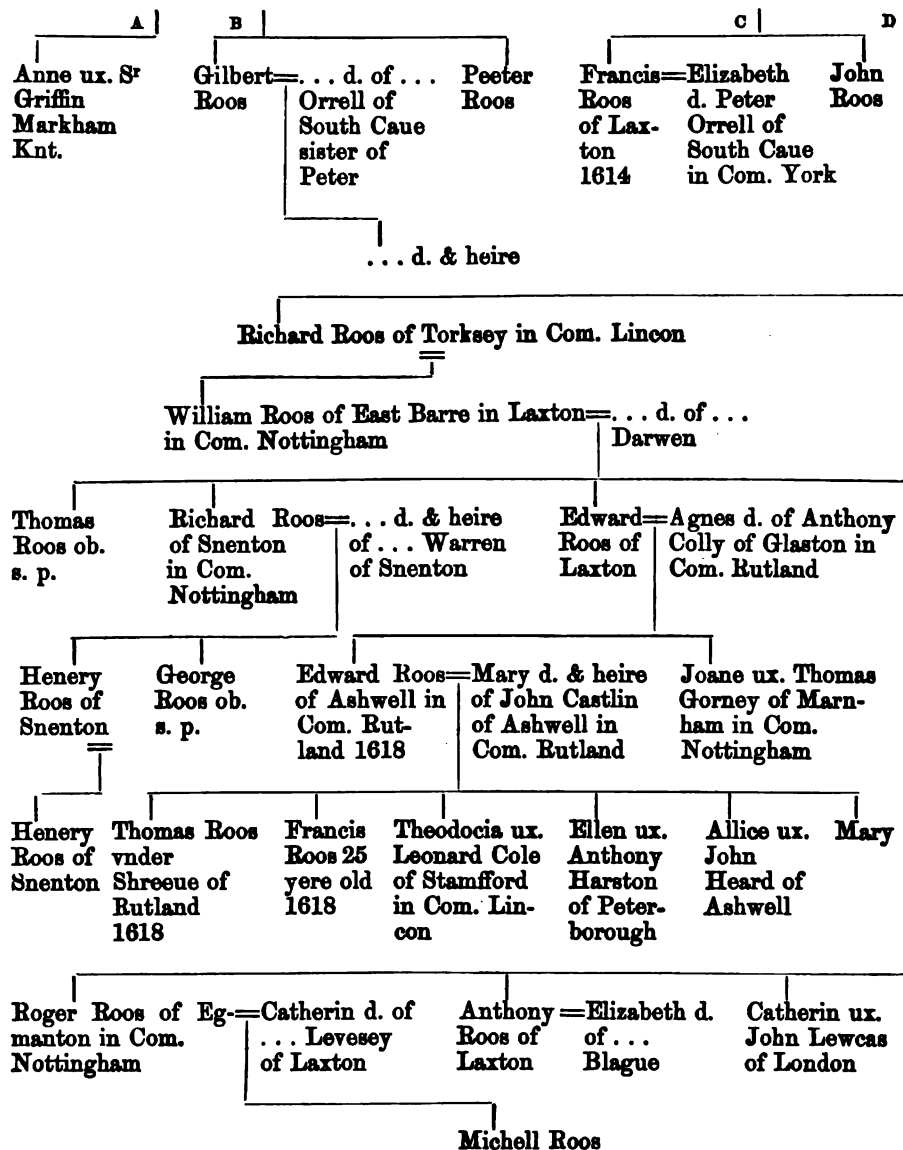 A B C D
Anne ux. Sr
Griffin
Markham
Knt.
Gilbert=. . . d. of . . .
Roos Orrell of
South Caue
sister of
Peter
Peeter
Roos
Francis=Elizabeth
Roos d. Peter
of Lax- Orrell of
ton South Caue
1614 in Com. York
John
Roos
. . . d. & heire
Richard Roos of Torksey in Com. Lincon
=
William Roos of East Barre in Laxton=. . . d. of . . .
in Com. Nottingham Darwen
Thomas
Roos ob.
s. p.
Richard Roos=. . . d. & heire
of Snenton of . . . Warren
in Com. of Snenton
Nottingham
Edward=Agnes d. of Anthony
Roos of Colly of Glaston in
Laxton Com. Rutland
Henery
Roos of
Snenton
=
George
Roos ob.
s. p.
Edward Roos=Mary d. & heire
of Ashwell in of John Castlin
Com. Rut- of Ashwell in
land 1618 Com. Rutland
Joane ux. Thomas
Gorney of Marn-
ham in Com.
Nottingham
Henery
Roos of
Snenton
Thomas Roos
vnder
Shreeue of
Rutland
1618
Francis
Roos 25
yere old
1618
Theodocia ux.
Leonard Cole
of Stamfford
in Com. Lin-
con
Ellen ux.
Anthony
Harston
of Peter-
borough
Allice ux.
John
Heard of
Ashwell
Mary
Roger Roos of Eg-=Catherin d. of
manton in Com. . . . Levesey
Nottingham of Laxton
Anthony=Elizabeth d.
Roos of of . . .
Laxton Blague
Catherin ux.
John Lewcas
of London
Michell Roos